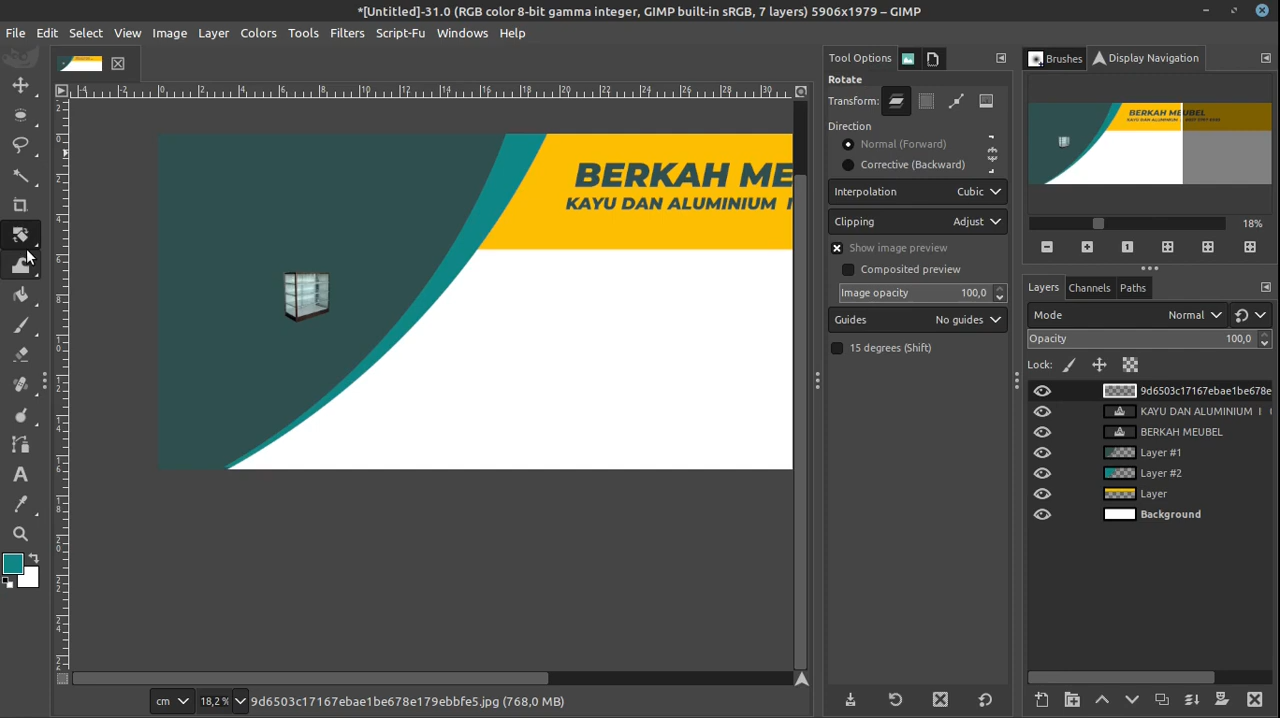 *[Untitled]-31.0 (RGB color 8-bit gamma integer, GIMP built-in sRGB, 7 layers) 5906x1979 – GIMP
File Edit Select View Image Layer Colors Tools Filters Script-Fu Windows Help
Tool Options
Brushes
Display Navigation
Rotate
Transform:
Direction
Normal (Forward)
Corrective (Backward)
Interpolation Cubic
Clipping Adjust
Show image preview
Composited preview
Image opacity 100,0
Guides No guides
15 degrees (Shift)
BERKAH ME
KAYU DAN ALUMINIUM
BERKAH MEUBEL
KAYU DAN ALUMINIUM
18%
Layers Channels Paths
Mode Normal
Opacity 100,0
Lock:
9d6503c17167ebae1be678e
KAYU DAN ALUMINIUM I
BERKAH MEUBEL
Layer #1
Layer #2
Layer
Background
cm 18,2% 9d6503c17167ebae1be678e179ebbfe5.jpg (768,0 MB)